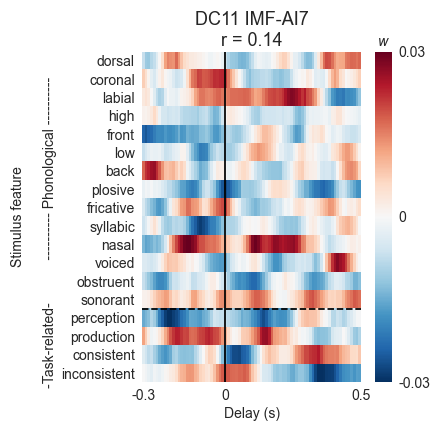 DC11 IMF-AI7
r = 0.14
w
dorsal
coronal
labial
high
front
low
back
plosive
fricative
syllabic
nasal
voiced
obstruent
sonorant
perception
production
consistent
inconsistent
Stimulus feature
-Task-related- ---------- Phonological ----------
0.03
0
-0.03
-0.3 0 0.5
Delay (s)